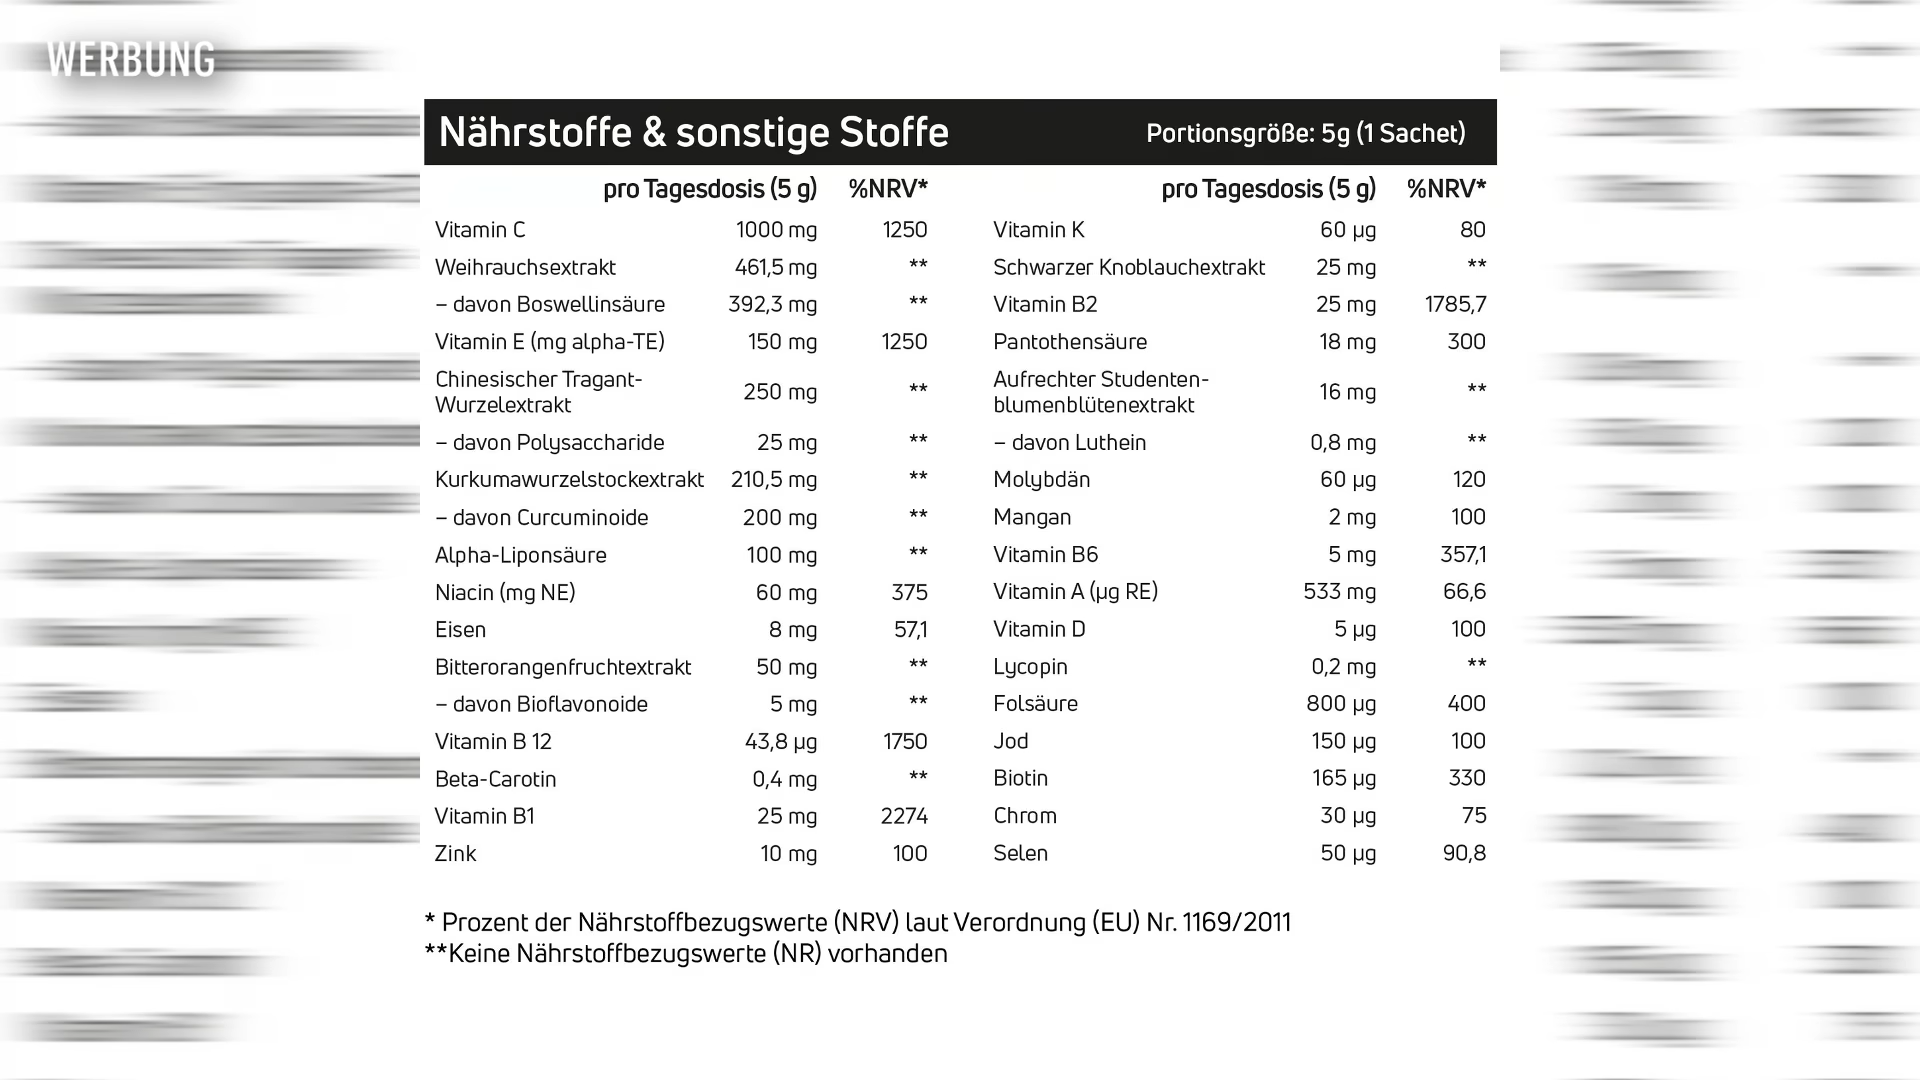 WERBUNG
Nährstoffe & sonstige Stoffe Portionsgröße: 5g (1 Sachet)
pro Tagesdosis (5 g) %NRV*
Vitamin C 1000 mg 1250
Weihrauchsextrakt 461,5 mg **
– davon Boswellinsäure 392,3 mg **
Vitamin E (mg alpha-TE) 150 mg 1250
Chinesischer Tragant-
Wurzelextrakt 250 mg **
– davon Polysaccharide 25 mg **
Kurkumawurzelstockextrakt 210,5 mg **
– davon Curcuminoide 200 mg **
Alpha-Liponsäure 100 mg **
Niacin (mg NE) 60 mg 375
Eisen 8 mg 57,1
Bitterorangenfruchtextrakt 50 mg **
– davon Bioflavonoide 5 mg **
Vitamin B 12 43,8 µg 1750
Beta-Carotin 0,4 mg **
Vitamin B1 25 mg 2274
Zink 10 mg 100
pro Tagesdosis (5 g) %NRV*
Vitamin K 60 µg 80
Schwarzer Knoblauchextrakt 25 mg **
Vitamin B2 25 mg 1785,7
Pantothensäure 18 mg 300
Aufrechter Studenten-
blumenblütenextrakt 16 mg **
– davon Luthein 0,8 mg **
Molybdän 60 µg 120
Mangan 2 mg 100
Vitamin B6 5 mg 357,1
Vitamin A (µg RE) 533 mg 66,6
Vitamin D 5 µg 100
Lycopin 0,2 mg **
Folsäure 800 µg 400
Jod 150 µg 100
Biotin 165 µg 330
Chrom 30 µg 75
Selen 50 µg 90,8
* Prozent der Nährstoffbezugswerte (NRV) laut Verordnung (EU) Nr. 1169/2011
**Keine Nährstoffbezugswerte (NR) vorhanden